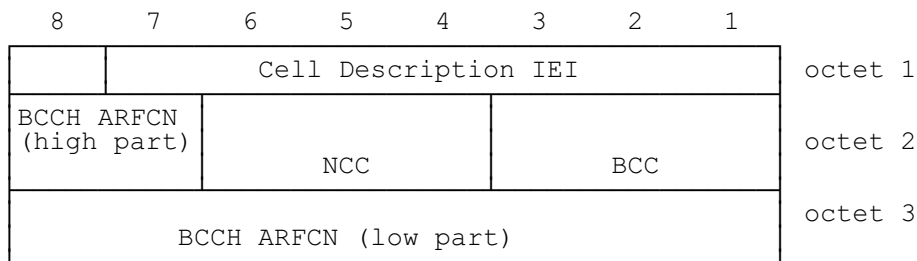 8 7 6 5 4 3 2 1
Cell Description IEI octet 1
BCCH ARFCN
(high part) octet 2
NCC BCC
octet 3
BCCH ARFCN (low part)